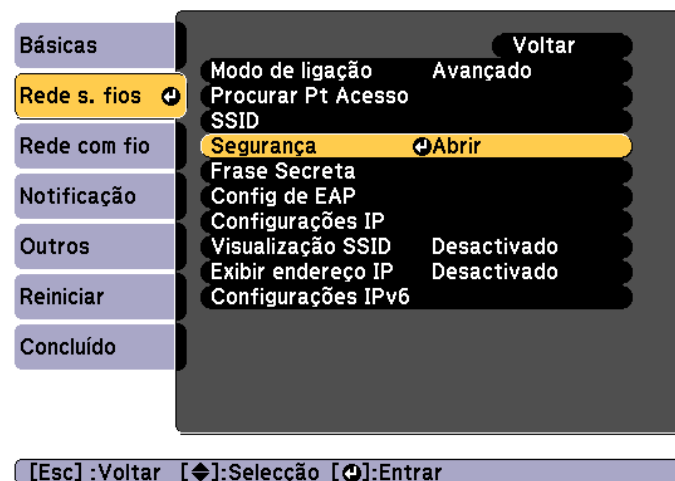 Básicas
Rede s. fios
Rede com fio
Notificação
Outros
Reiniciar
Concluído
Voltar
Modo de ligação Avançado
Procurar Pt Acesso
SSID
Segurança Abrir
Frase Secreta
Config de EAP
Configurações IP
Visualização SSID Desactivado
Exibir endereço IP Desactivado
Configurações IPv6
[Esc] :Voltar [◆]:Selecção [↵]:Entrar